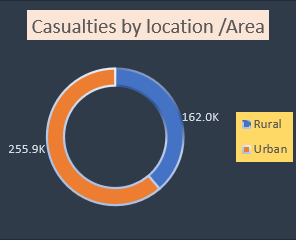 Casualties by location /Area
162.0K
255.9K
Rural
Urban